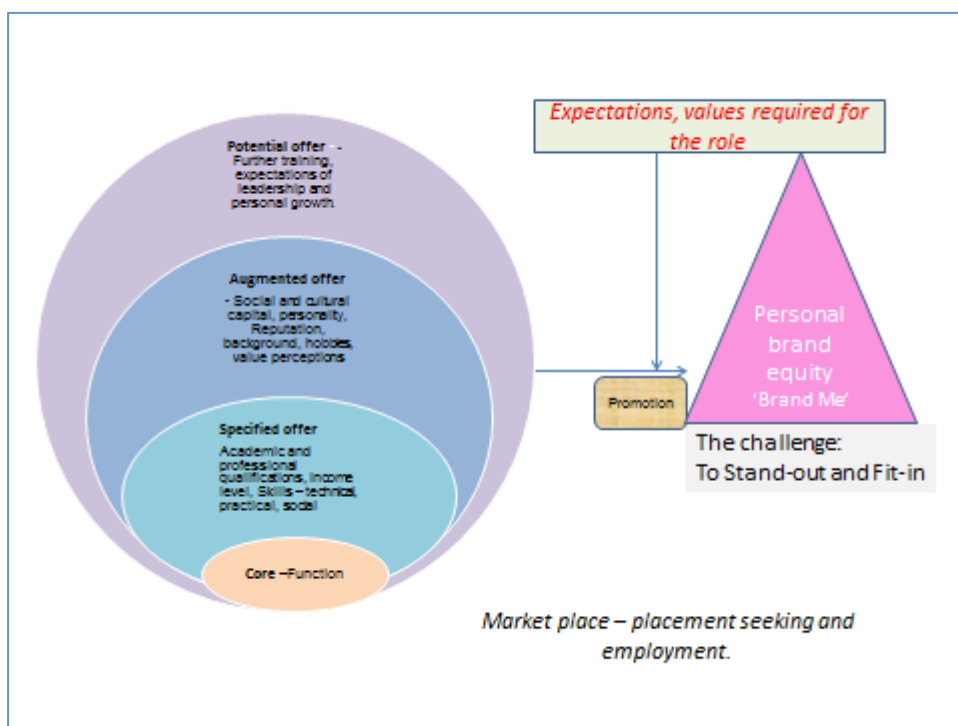 Potential offer - -
Further training,
expectations of
leadership and
personal growth.
Augmented offer
- Social and cultural
capital, personality,
Reputation,
background, hobbies,
value perceptions
Specified offer
Academic and
professional
qualifications, Income
level, Skills – technical,
practical, social
Core –Function
Expectations, values required for
the role
Promotion
Personal
brand
equity
‘Brand Me’
The challenge:
To Stand-out and Fit-in
Market place – placement seeking and
employment.